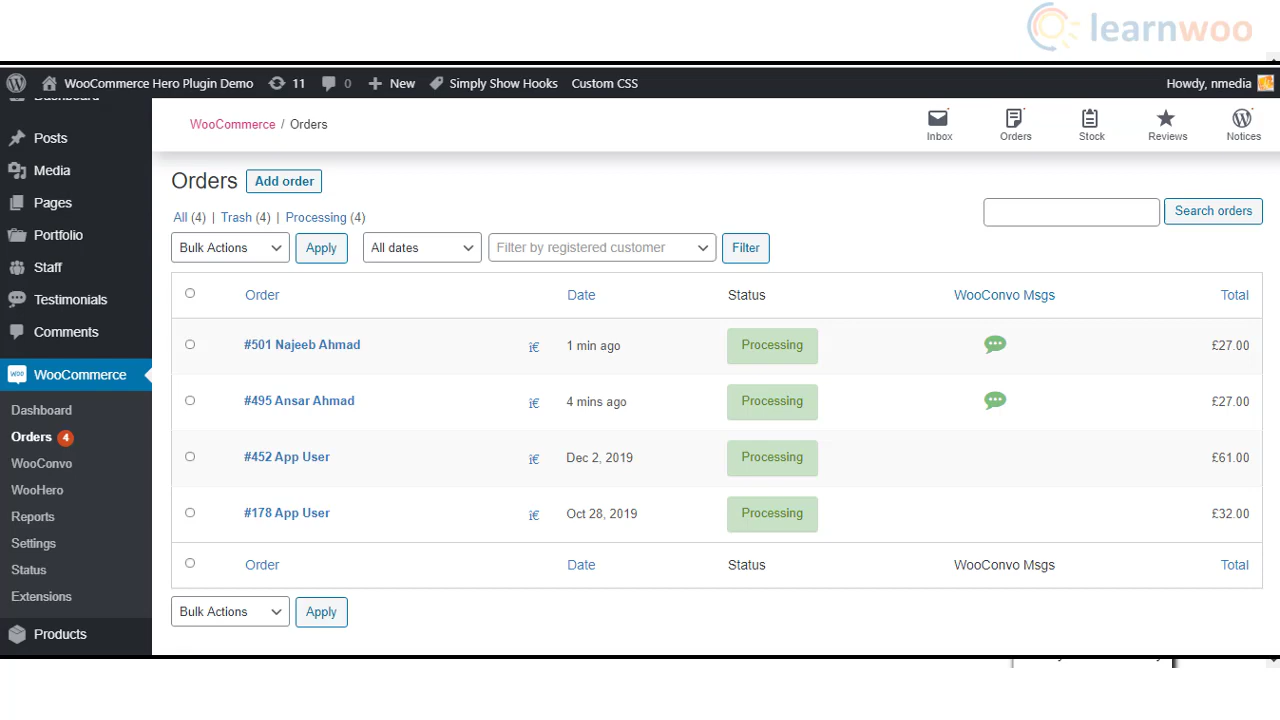 learnwoo
WooCommerce Hero Plugin Demo 11 0 New Simply Show Hooks Custom CSS Howdy, nmedia
Posts
Media
Pages
Portfolio
Staff
Testimonials
Comments
WooCommerce
Dashboard
Orders 4
WooConvo
WooHero
Reports
Settings
Status
Extensions
Products
WooCommerce / Orders
Inbox Orders Stock Reviews Notices
Orders Add order
All (4) | Trash (4) | Processing (4)
Search orders
Bulk Actions Apply All dates Filter by registered customer Filter
Order Date Status WooConvo Msgs Total
#501 Najeeb Ahmad i€ 1 min ago Processing £27.00
#495 Ansar Ahmad i€ 4 mins ago Processing £27.00
#452 App User i€ Dec 2, 2019 Processing £61.00
#178 App User i€ Oct 28, 2019 Processing £32.00
Order Date Status WooConvo Msgs Total
Bulk Actions Apply